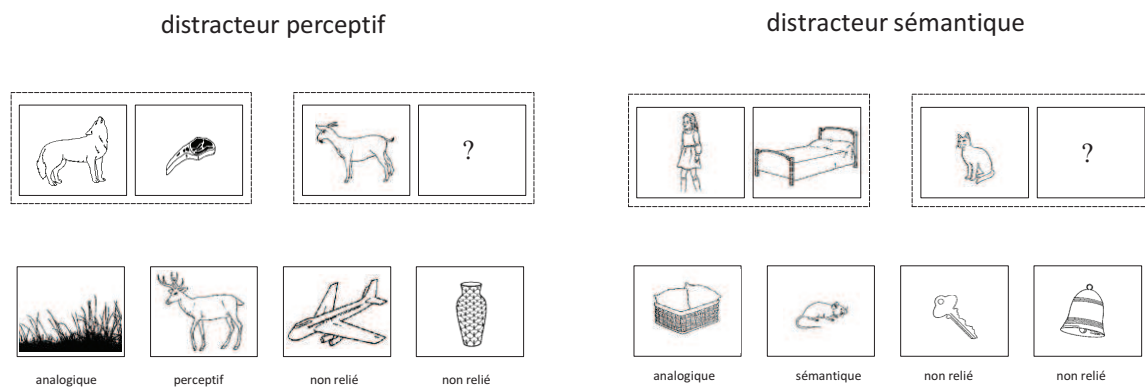 distracteur perceptif
?
analogique perceptif non relié non relié
distracteur sémantique
?
analogique sémantique non relié non relié